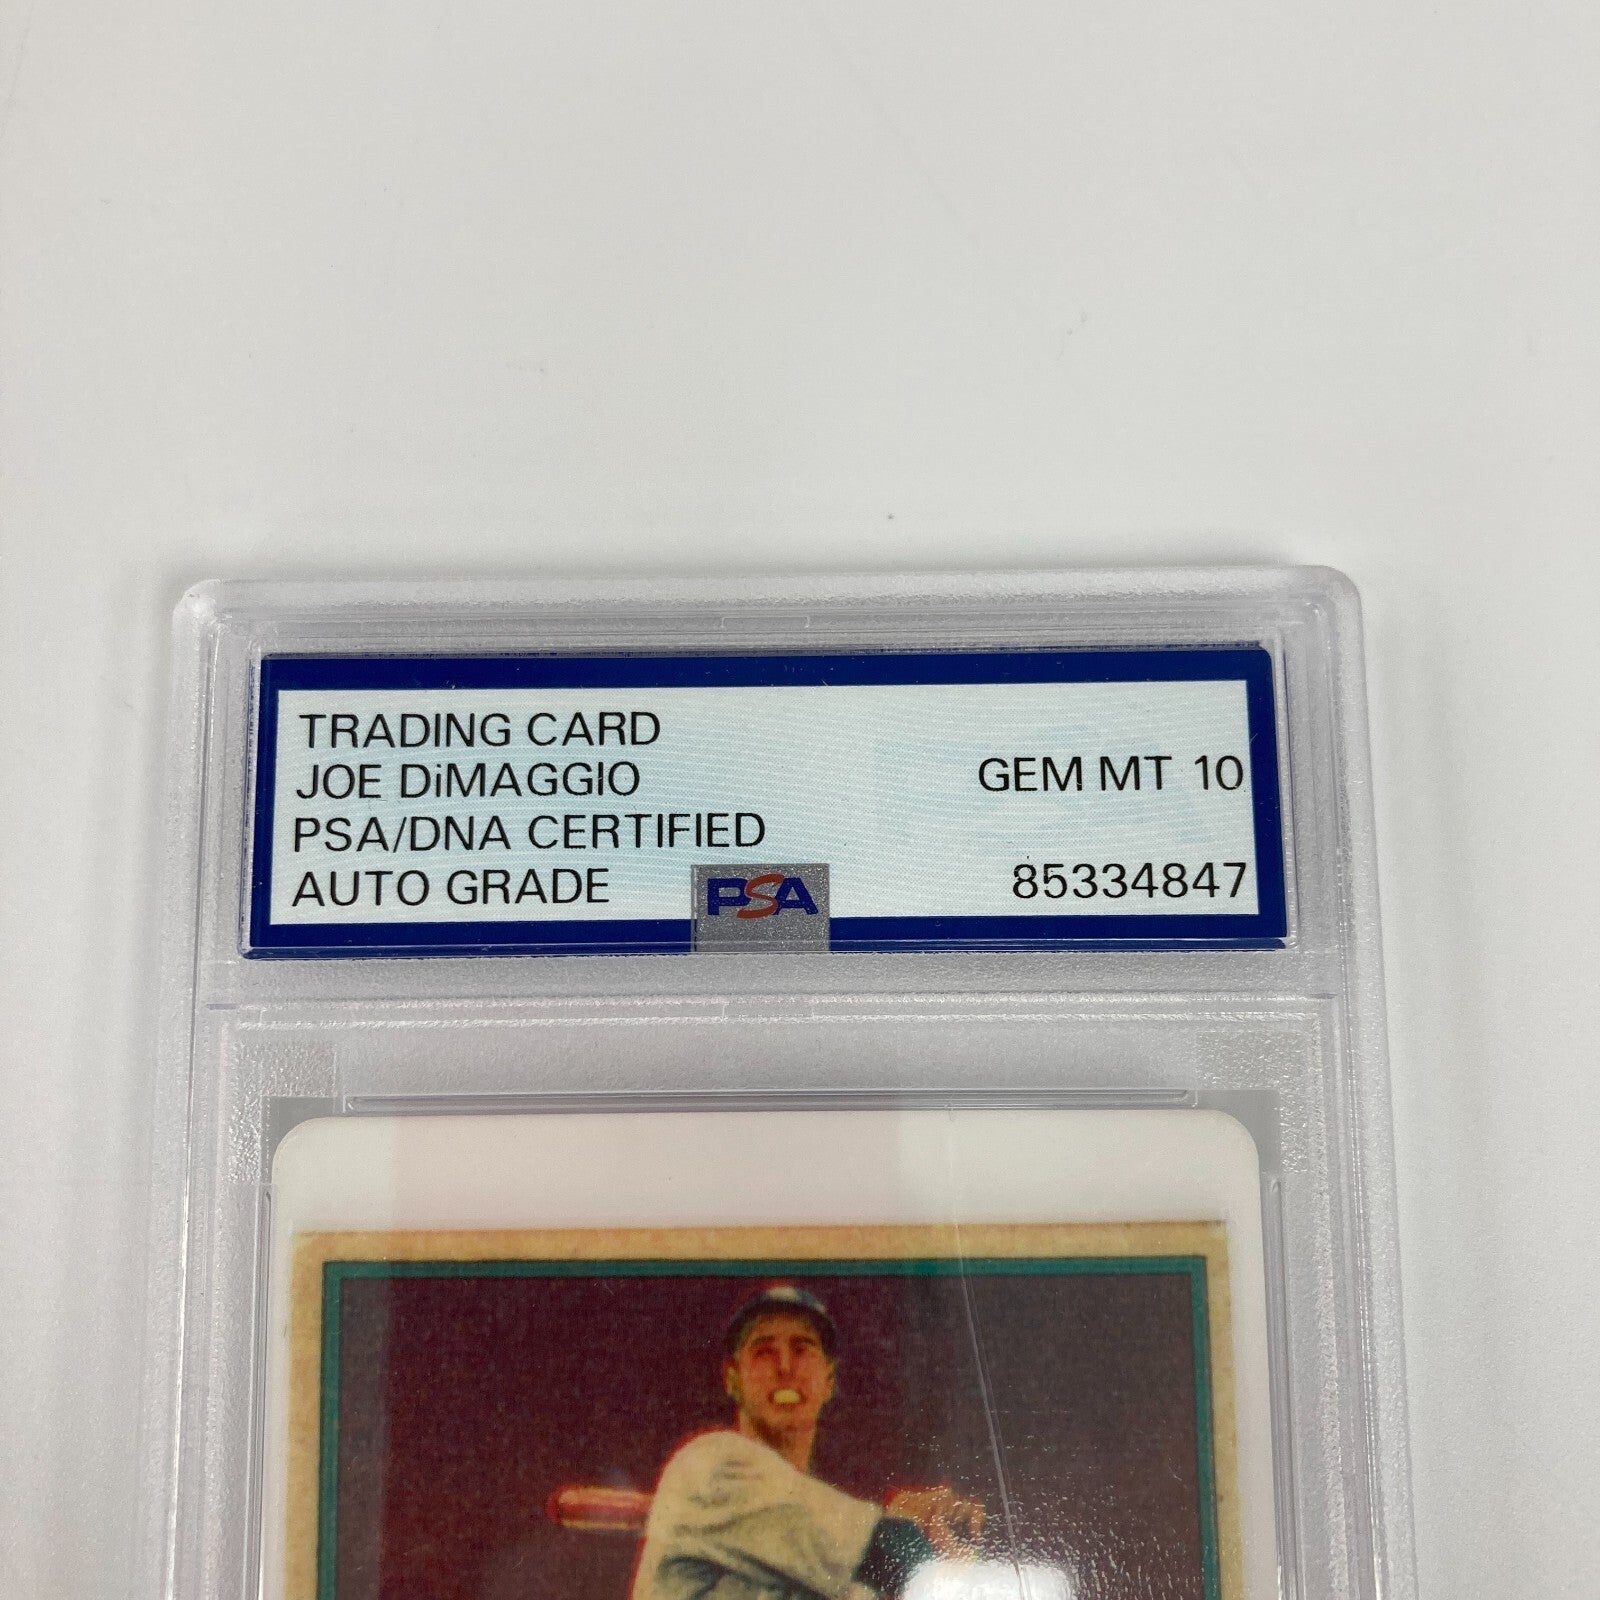 TRADING CARD
JOE DiMAGGIO
GEM MT 10
PSA/DNA CERTIFIED
AUTO GRADE
PSA
85334847